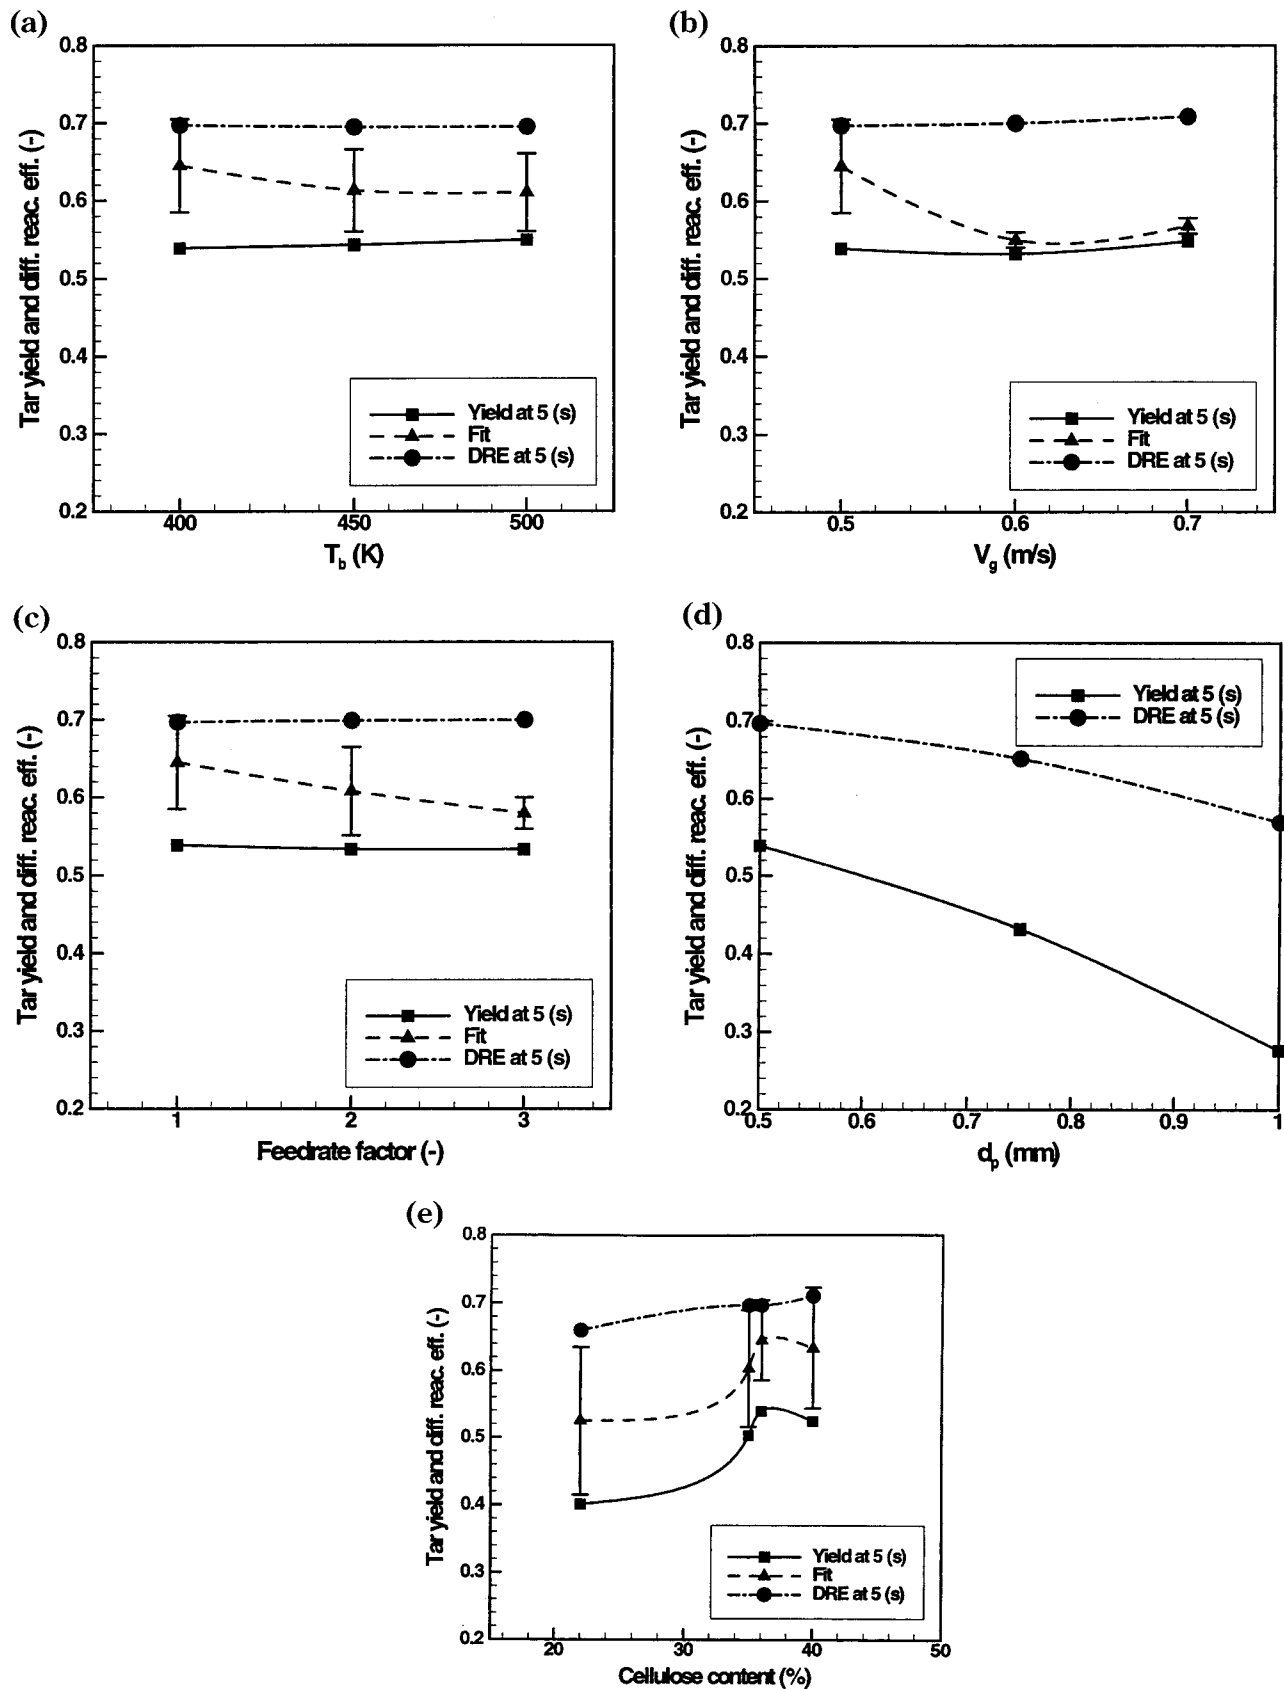 (a)
0.8
0.7
0.6
0.5
0.4
0.3
0.2
Tar yield and diff. reac. eff. (-)
Yield at 5 (s)
Fit
DRE at 5 (s)
400 450 500
T_b (K)
(b)
0.8
0.7
0.6
0.5
0.4
0.3
0.2
Tar yield and diff. reac. eff. (-)
Yield at 5 (s)
Fit
DRE at 5 (s)
0.5 0.6 0.7
V_g (m/s)
(c)
0.8
0.7
0.6
0.5
0.4
0.3
0.2
Tar yield and diff. reac. eff. (-)
Yield at 5 (s)
Fit
DRE at 5 (s)
1 2 3
Feedrate factor (-)
(d)
0.8
0.7
0.6
0.5
0.4
0.3
0.2
Tar yield and diff. reac. eff. (-)
Yield at 5 (s)
DRE at 5 (s)
0.5 0.6 0.7 0.8 0.9 1
d_p (mm)
(e)
0.8
0.7
0.6
0.5
0.4
0.3
0.2
Tar yield and diff. reac. eff. (-)
Yield at 5 (s)
Fit
DRE at 5 (s)
20 30 40 50
Cellulose content (%)